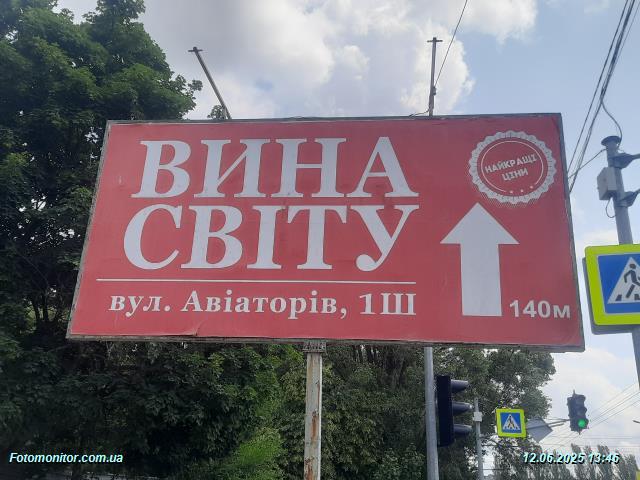 ВИНА
СВІТУ
вул. Авіаторів, 1Ш
НАЙКРАЩІ
ЦІНИ
140м
Fotomonitor.com.ua
12.06.2025 13:46